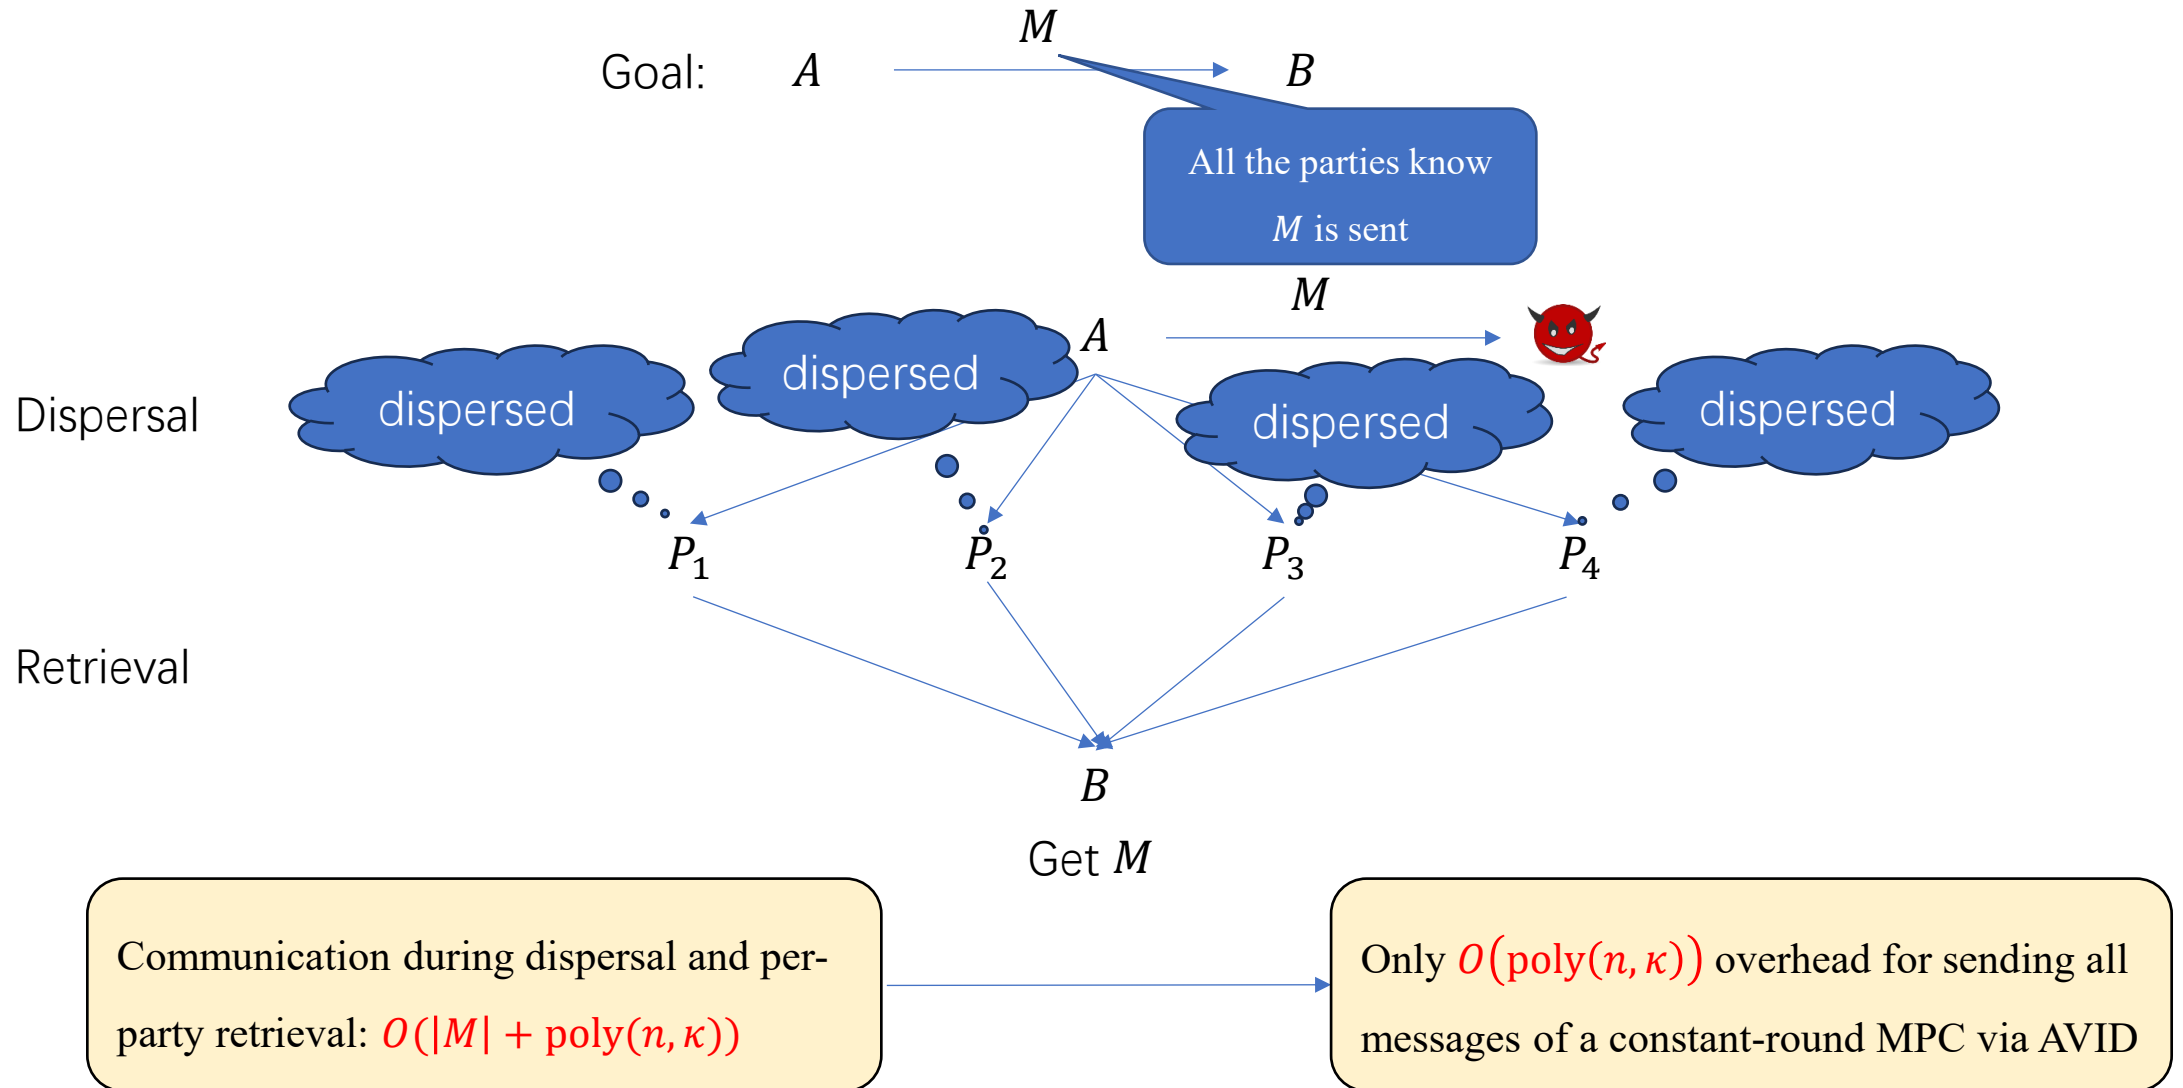 M
Goal: A B
All the parties know
M is sent
M
A
dispersed dispersed dispersed dispersed
Dispersal
P₁ P₂ P₃ P₄
Retrieval
B
Get M
Communication during dispersal and per-
party retrieval: O(|M| + poly(n, κ))
Only O(poly(n, κ)) overhead for sending all
messages of a constant-round MPC via AVID